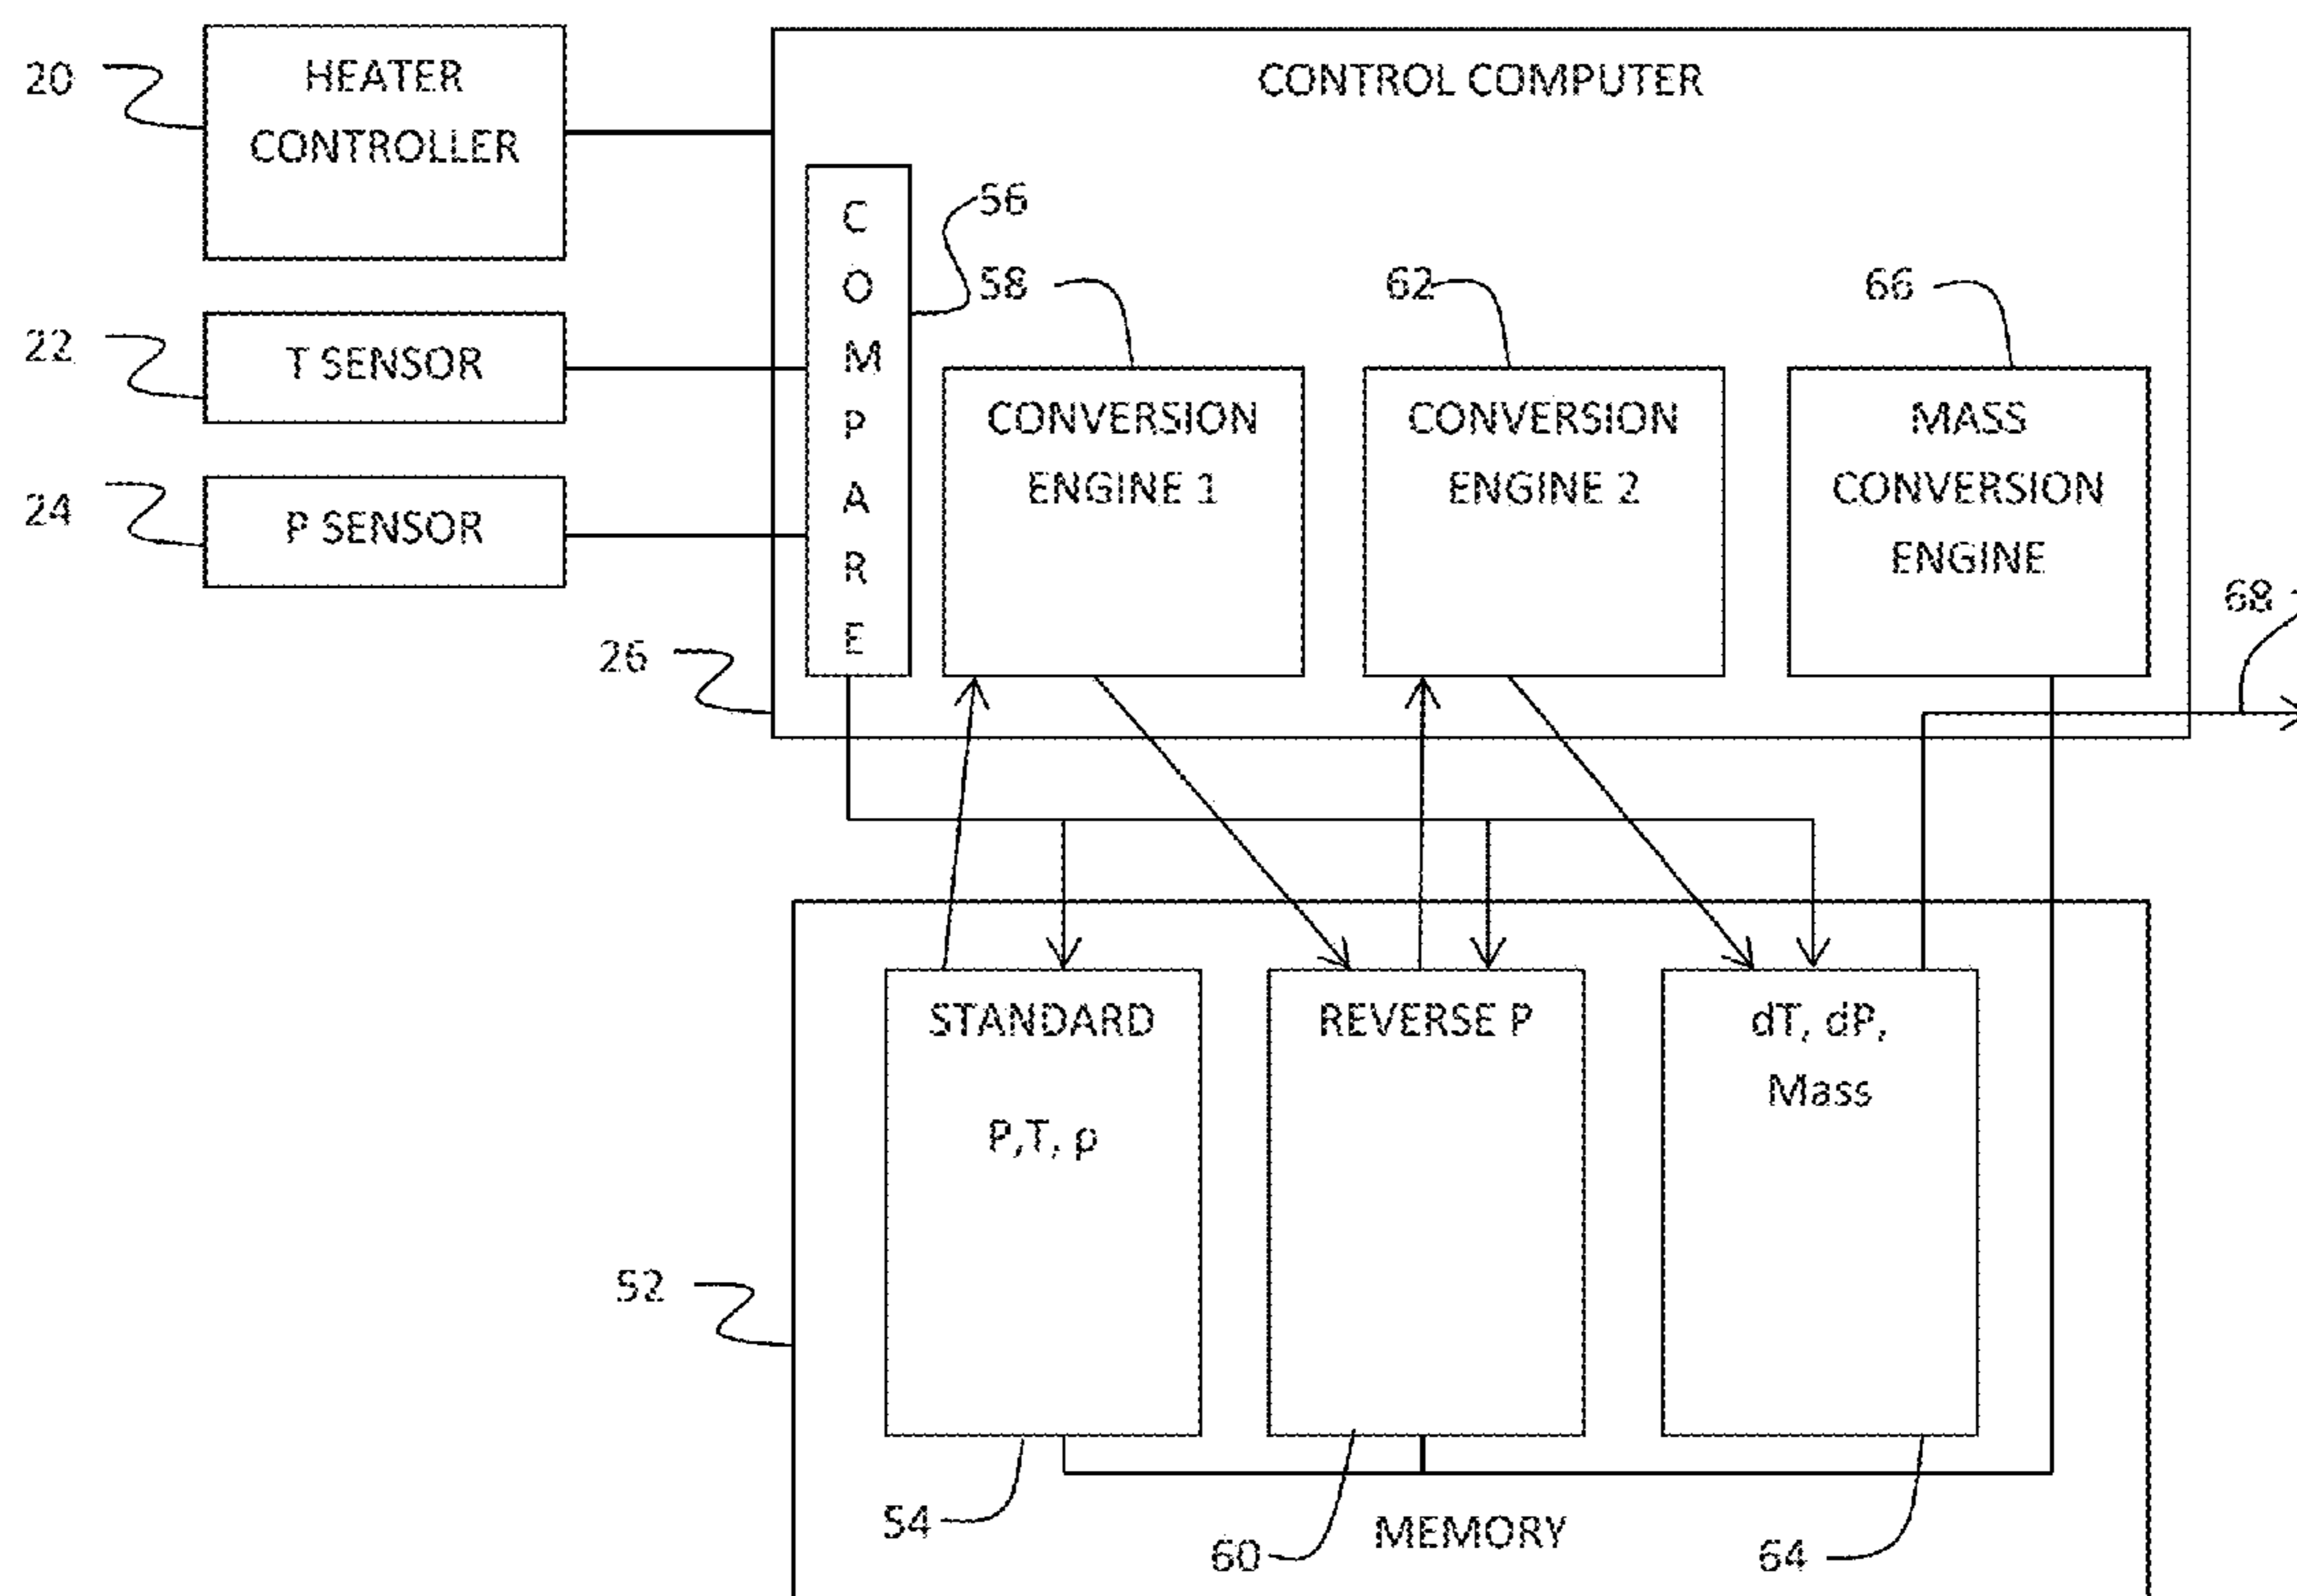 20
HEATER
CONTROLLER
CONTROL COMPUTER
22
T SENSOR
24
P SENSOR
26
C
O
M
P
A
R
E
56
58
CONVERSION
ENGINE 1
62
CONVERSION
ENGINE 2
66
MASS
CONVERSION
ENGINE
68
52
STANDARD
P,T, ρ
54
REVERSE P
60
dT, dP,
Mass
64
MEMORY